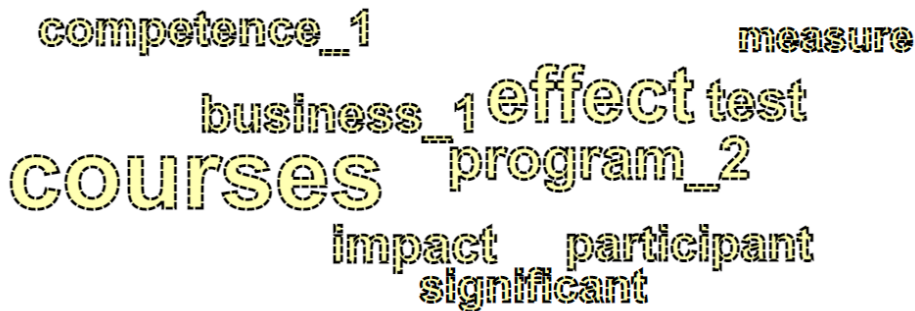 competence_1
measure
business_1
effect
test
courses
program_2
impact
participant
significant